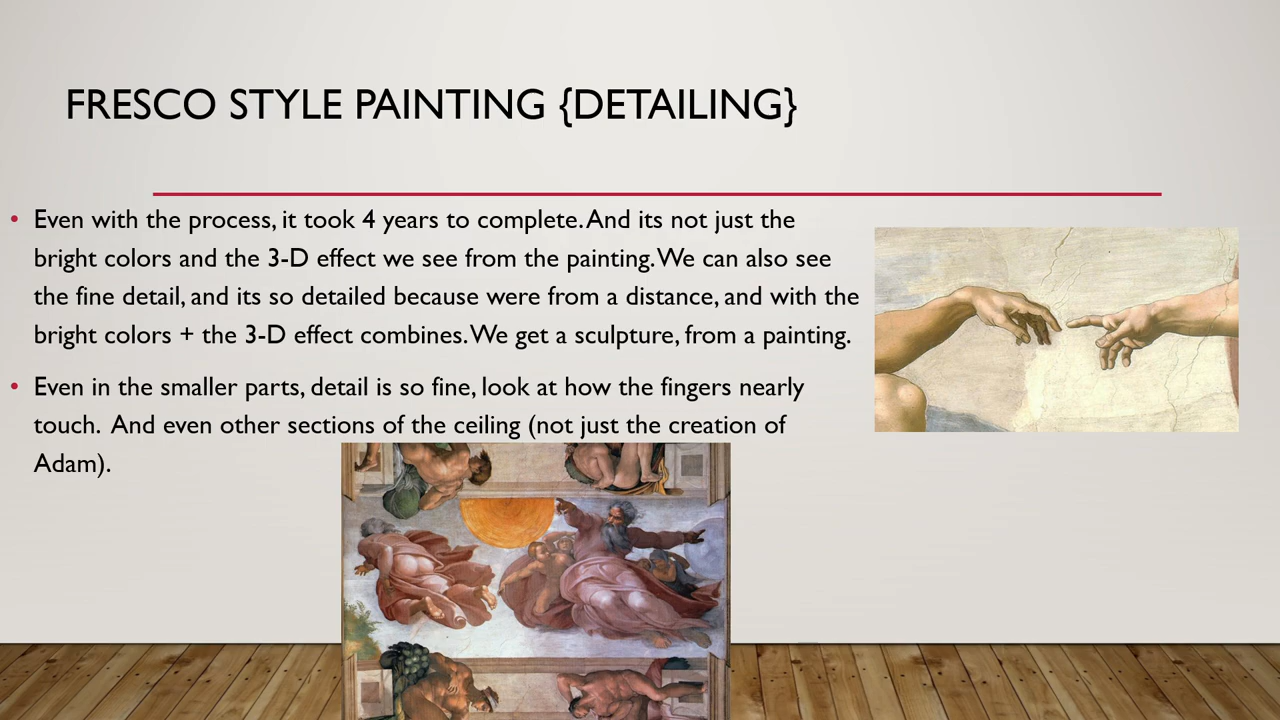 FRESCO STYLE PAINTING {DETAILING}
• Even with the process, it took 4 years to complete. And its not just the
bright colors and the 3-D effect we see from the painting. We can also see
the fine detail, and its so detailed because were from a distance, and with the
bright colors + the 3-D effect combines. We get a sculpture, from a painting.
• Even in the smaller parts, detail is so fine, look at how the fingers nearly
touch.  And even other sections of the ceiling (not just the creation of
Adam).